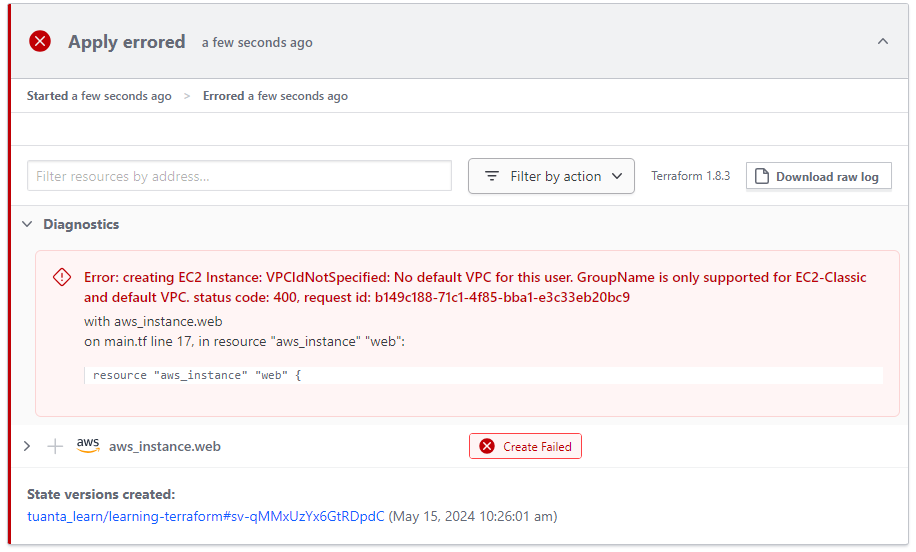 Apply errored a few seconds ago
Started a few seconds ago > Errored a few seconds ago
Filter resources by address... Filter by action Terraform 1.8.3 Download raw log
Diagnostics
Error: creating EC2 Instance: VPCIdNotSpecified: No default VPC for this user. GroupName is only supported for EC2-Classic
and default VPC. status code: 400, request id: b149c188-71c1-4f85-bba1-e3c33eb20bc9
with aws_instance.web
on main.tf line 17, in resource "aws_instance" "web":
resource "aws_instance" "web" {
aws aws_instance.web Create Failed
State versions created:
tuanta_learn/learning-terraform#sv-qMMxUzYx6GtRDpdC (May 15, 2024 10:26:01 am)